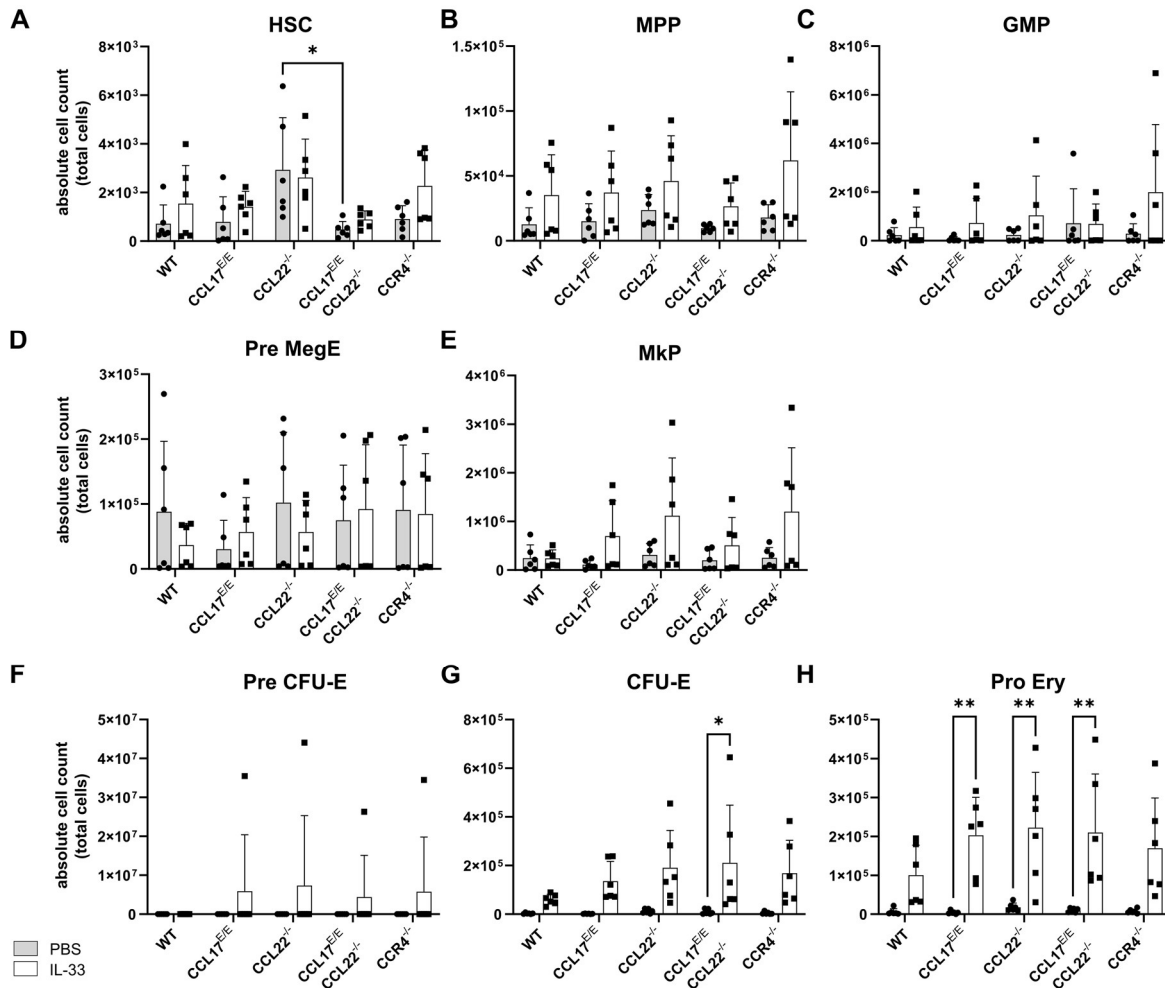 A HSC
absolute cell count
(total cells)
8×10³
6×10³
4×10³
2×10³
0
*
WT
CCL17E/E
CCL22-/-
CCL17E/E
CCL22-/-
CCR4-/-
B MPP
1.5×10⁵
1×10⁵
5×10⁴
0
WT
CCL17E/E
CCL22-/-
CCL17E/E
CCL22-/-
CCR4-/-
C GMP
8×10⁶
6×10⁶
4×10⁶
2×10⁶
0
WT
CCL17E/E
CCL22-/-
CCL17E/E
CCL22-/-
CCR4-/-
D Pre MegE
absolute cell count
(total cells)
3×10⁵
2×10⁵
1×10⁵
0
WT
CCL17E/E
CCL22-/-
CCL17E/E
CCL22-/-
CCR4-/-
E MkP
4×10⁶
3×10⁶
2×10⁶
1×10⁶
0
WT
CCL17E/E
CCL22-/-
CCL17E/E
CCL22-/-
CCR4-/-
F Pre CFU-E
absolute cell count
(total cells)
5×10⁷
4×10⁷
3×10⁷
2×10⁷
1×10⁷
0
WT
CCL17E/E
CCL22-/-
CCL17E/E
CCL22-/-
CCR4-/-
G CFU-E
8×10⁵
6×10⁵
4×10⁵
2×10⁵
0
*
WT
CCL17E/E
CCL22-/-
CCL17E/E
CCL22-/-
CCR4-/-
H Pro Ery
5×10⁵
4×10⁵
3×10⁵
2×10⁵
1×10⁵
0
** ** **
WT
CCL17E/E
CCL22-/-
CCL17E/E
CCL22-/-
CCR4-/-
PBS
IL-33